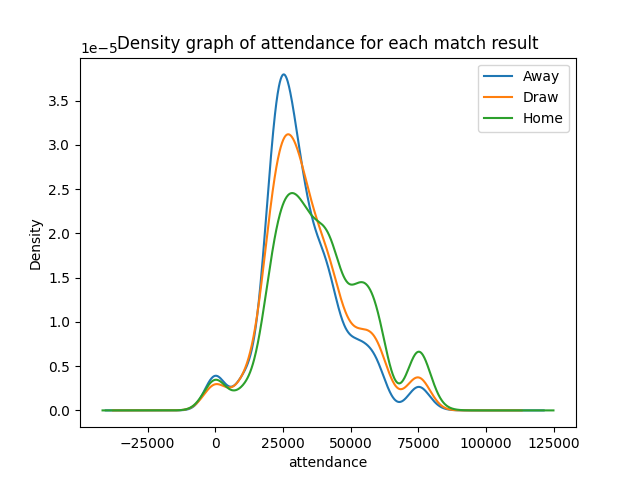 Density graph of attendance for each match result
1e−5
Away
Draw
Home
3.5
3.0
2.5
2.0
1.5
1.0
0.5
0.0
Density
−25000 0 25000 50000 75000 100000 125000
attendance